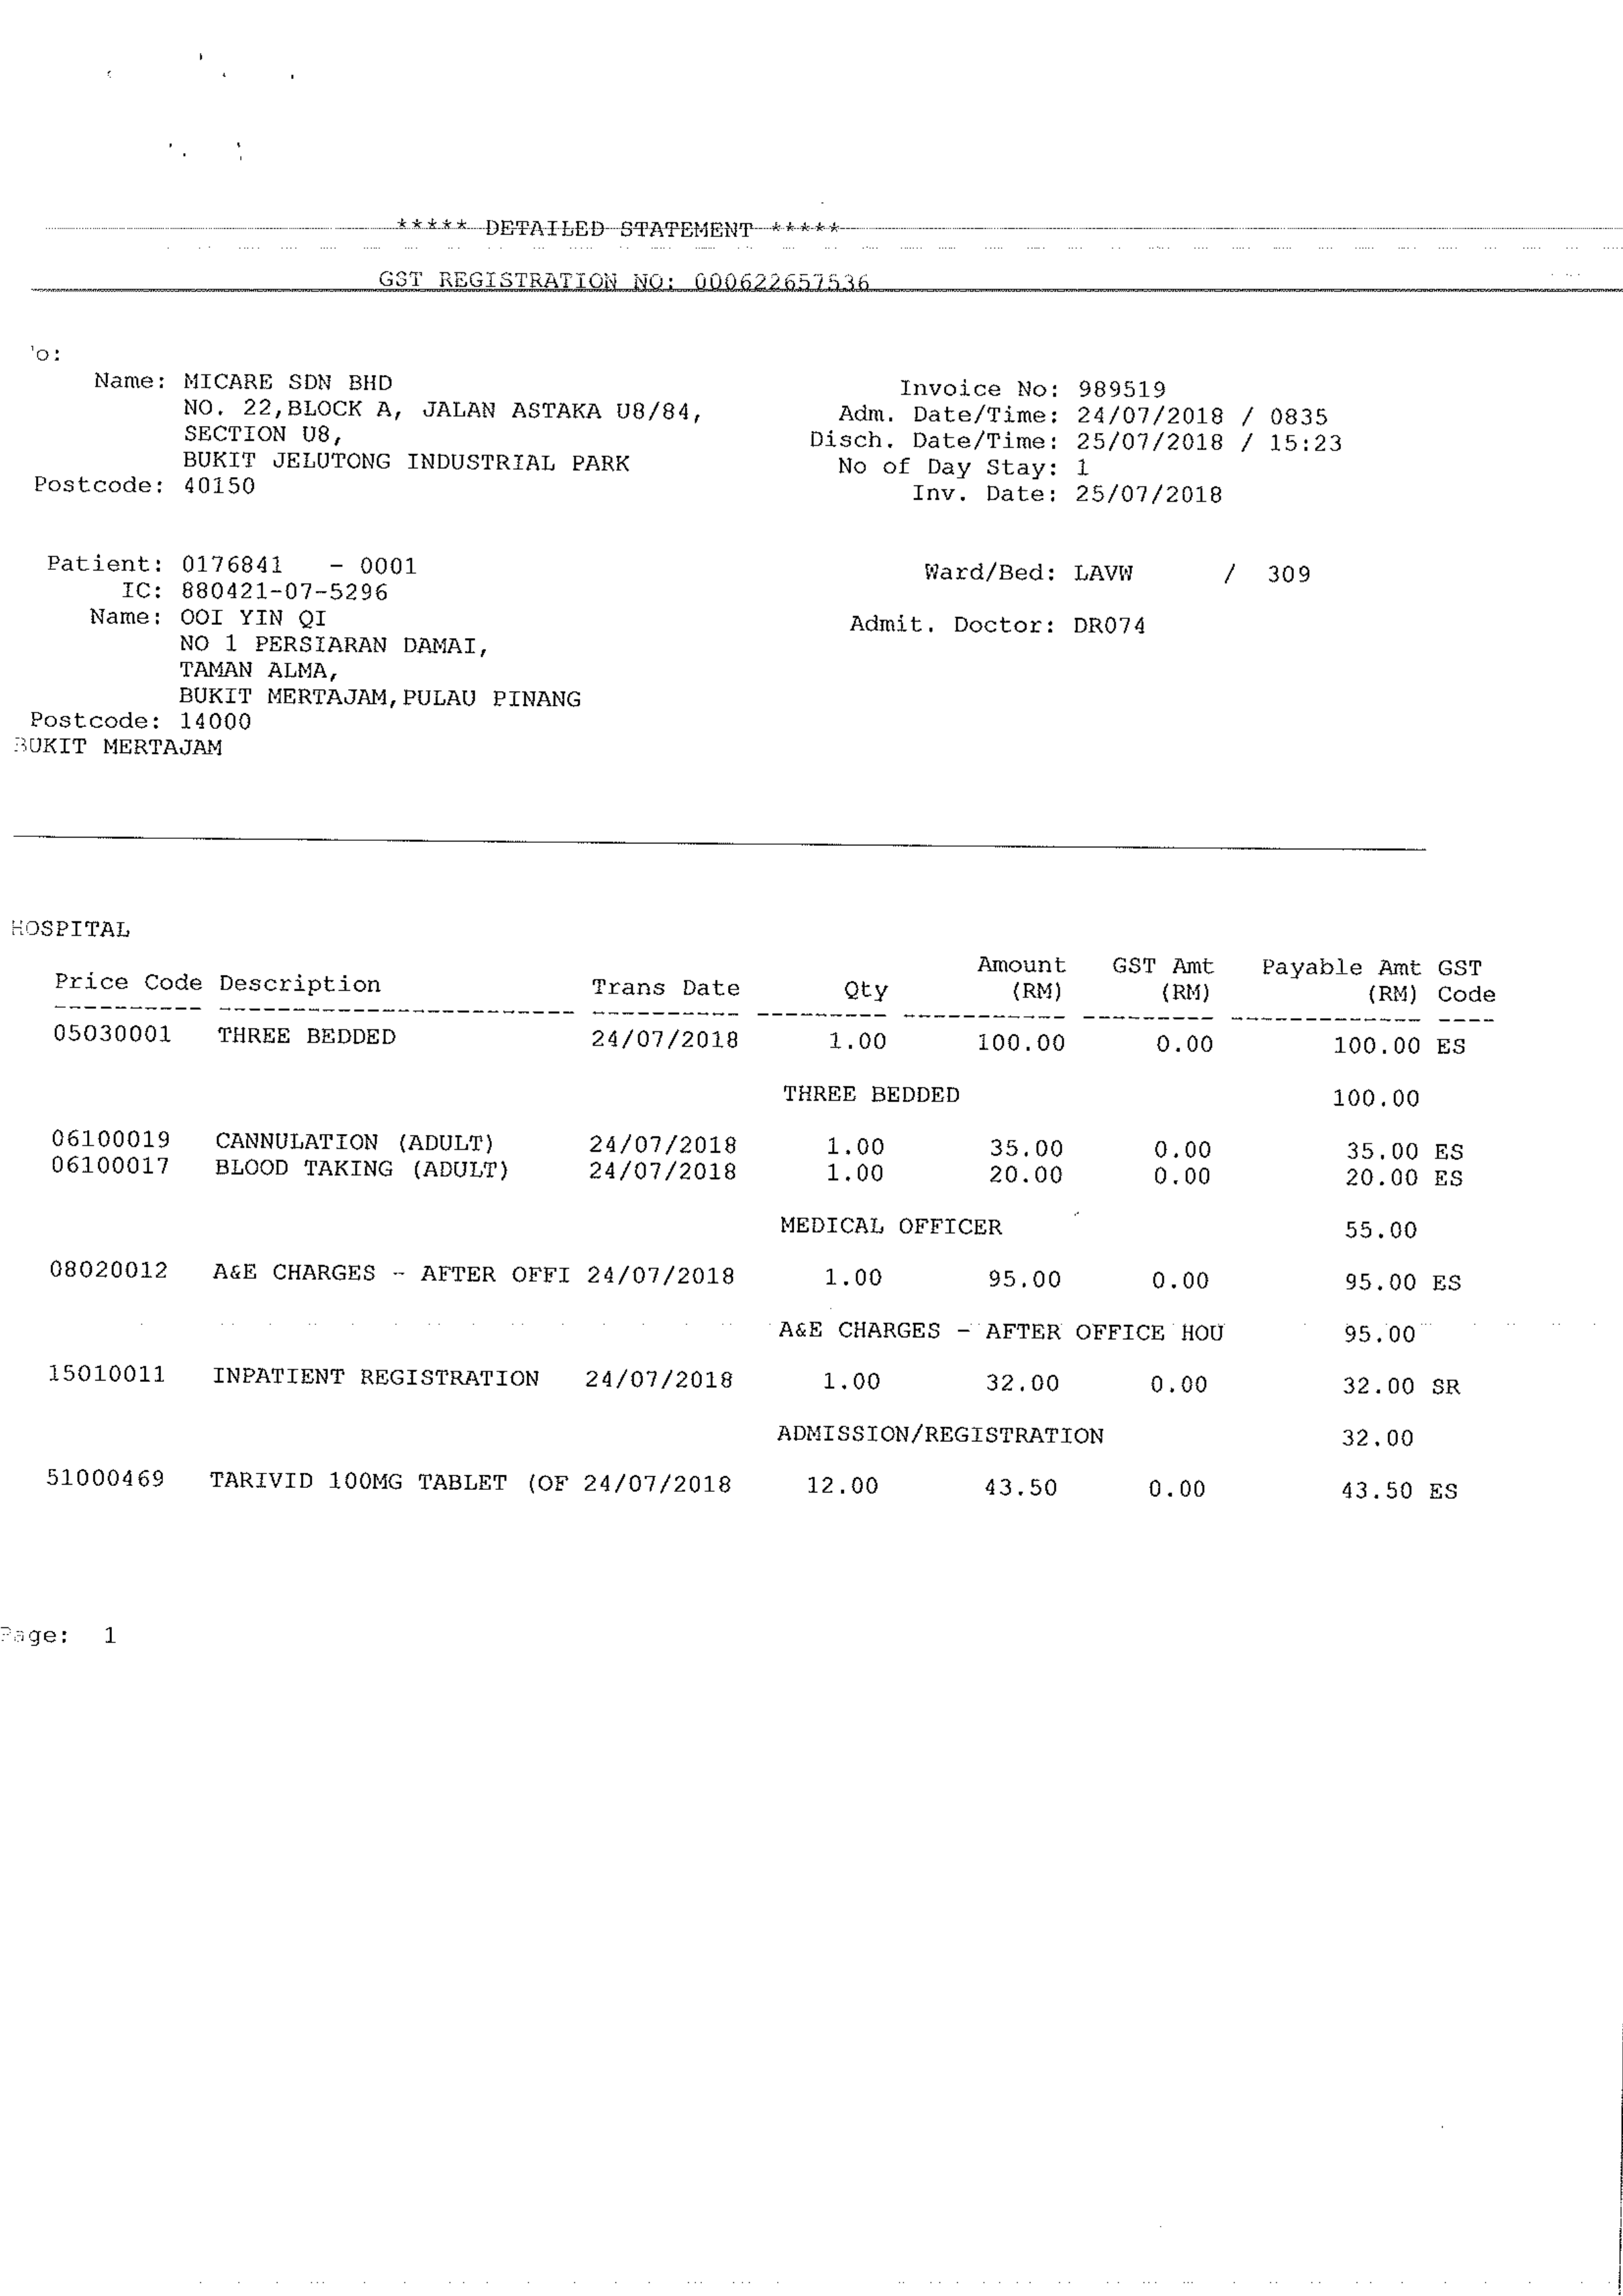 ***** DETAILED STATEMENT *****
GST REGISTRATION NO: 000622657536
o:
Name: MICARE SDN BHD
NO. 22,BLOCK A, JALAN ASTAKA U8/84,
SECTION U8,
BUKIT JELUTONG INDUSTRIAL PARK
Postcode: 40150
Invoice No: 989519
Adm. Date/Time: 24/07/2018 / 0835
Disch. Date/Time: 25/07/2018 / 15:23
No of Day Stay: 1
Inv. Date: 25/07/2018
Patient: 0176841 - 0001
IC: 880421-07-5296
Name: OOI YIN QI
NO 1 PERSIARAN DAMAI,
TAMAN ALMA,
BUKIT MERTAJAM,PULAU PINANG
Postcode: 14000
BUKIT MERTAJAM
Ward/Bed: LAVW / 309
Admit. Doctor: DR074
HOSPITAL
Price Code Description Trans Date Qty Amount (RM) GST Amt (RM) Payable Amt (RM) GST Code
05030001 THREE BEDDED 24/07/2018 1.00 100.00 0.00 100.00 ES
THREE BEDDED 100.00
06100019 CANNULATION (ADULT) 24/07/2018 1.00 35.00 0.00 35.00 ES
06100017 BLOOD TAKING (ADULT) 24/07/2018 1.00 20.00 0.00 20.00 ES
MEDICAL OFFICER 55.00
08020012 A&E CHARGES - AFTER OFFI 24/07/2018 1.00 95.00 0.00 95.00 ES
A&E CHARGES - AFTER OFFICE HOU 95.00
15010011 INPATIENT REGISTRATION 24/07/2018 1.00 32.00 0.00 32.00 SR
ADMISSION/REGISTRATION 32.00
51000469 TARIVID 100MG TABLET (OF 24/07/2018 12.00 43.50 0.00 43.50 ES
Page: 1